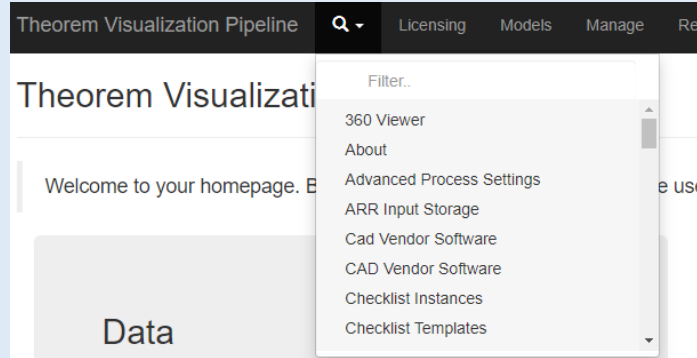 Theorem Visualization Pipeline Licensing Models Manage Re
Filter..
Theorem Visualizati
360 Viewer
About
Advanced Process Settings
Welcome to your homepage. B e use
ARR Input Storage
Cad Vendor Software
CAD Vendor Software
Checklist Instances
Checklist Templates
Data